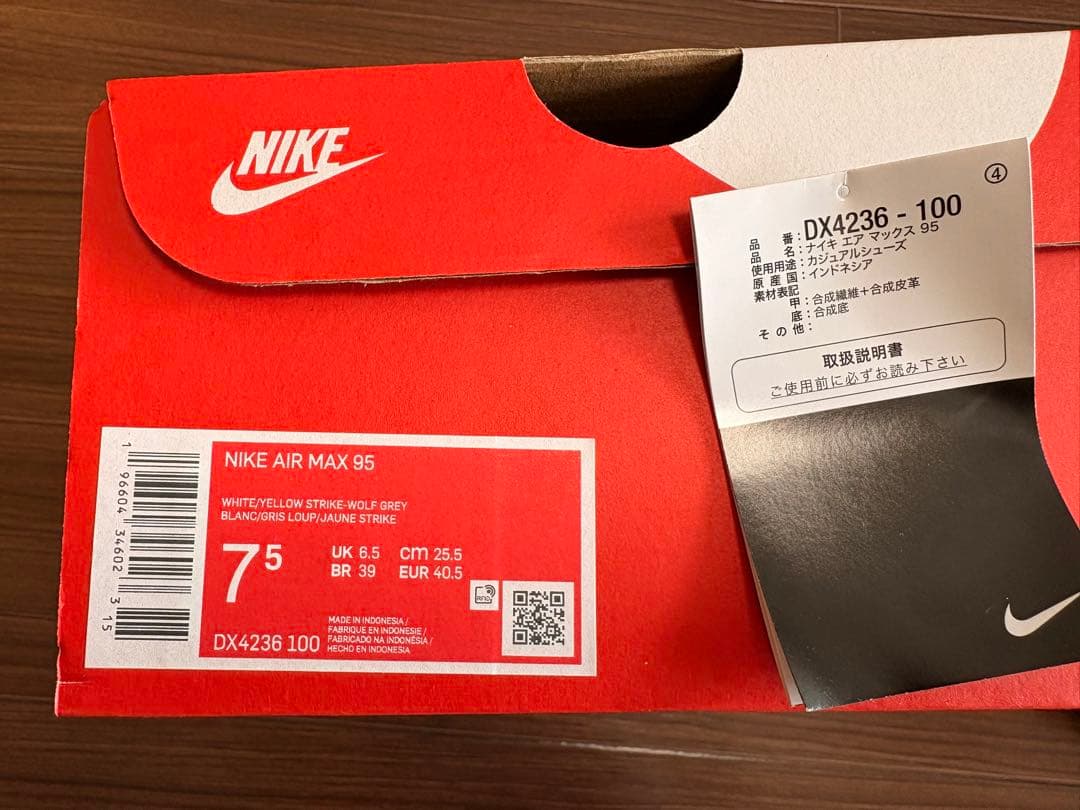 NIKE
④
品 番：DX4236 - 100
品 名：ナイキ エア マックス 95
使用用途：カジュアルシューズ
原 産 国：インドネシア
素材表記
甲：合成繊維＋合成皮革
底：合成底
そ の 他：
取扱説明書
ご使用前に必ずお読み下さい
NIKE AIR MAX 95
WHITE/YELLOW STRIKE-WOLF GREY
BLANC/GRIS LOUP/JAUNE STRIKE
7 5
UK 6.5 cm 25.5
BR 39 EUR 40.5
RFID
DX4236 100
MADE IN INDONESIA /
FABRIQUE EN INDONESIE /
FABRICADO NA INDONÉSIA /
HECHO EN INDONESIA
1 96604 34602 3 15